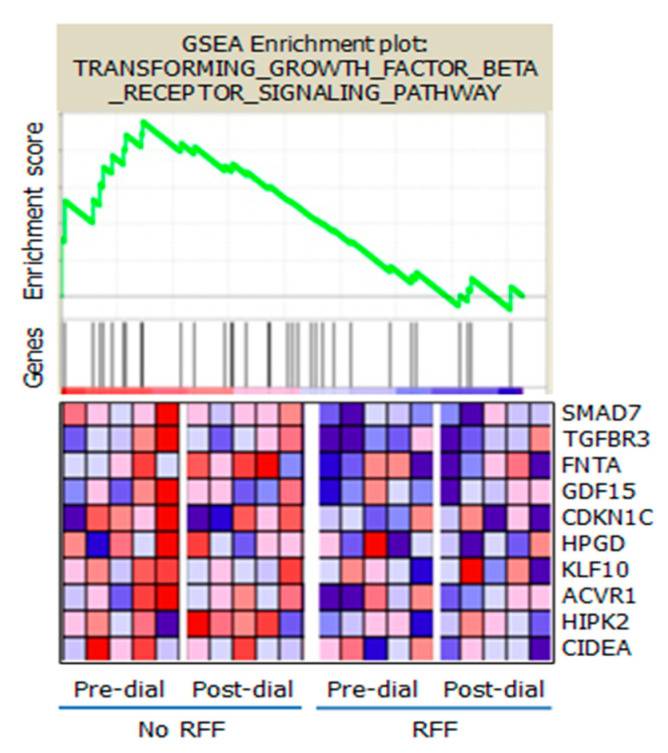 GSEA Enrichment plot:
TRANSFORMING_GROWTH_FACTOR_BETA
_RECEPTOR_SIGNALING_PATHWAY
Enrichment score
Genes
SMAD7
TGFBR3
FNTA
GDF15
CDKN1C
HPGD
KLF10
ACVR1
HIPK2
CIDEA
Pre-dial Post-dial Pre-dial Post-dial
No RFF RFF